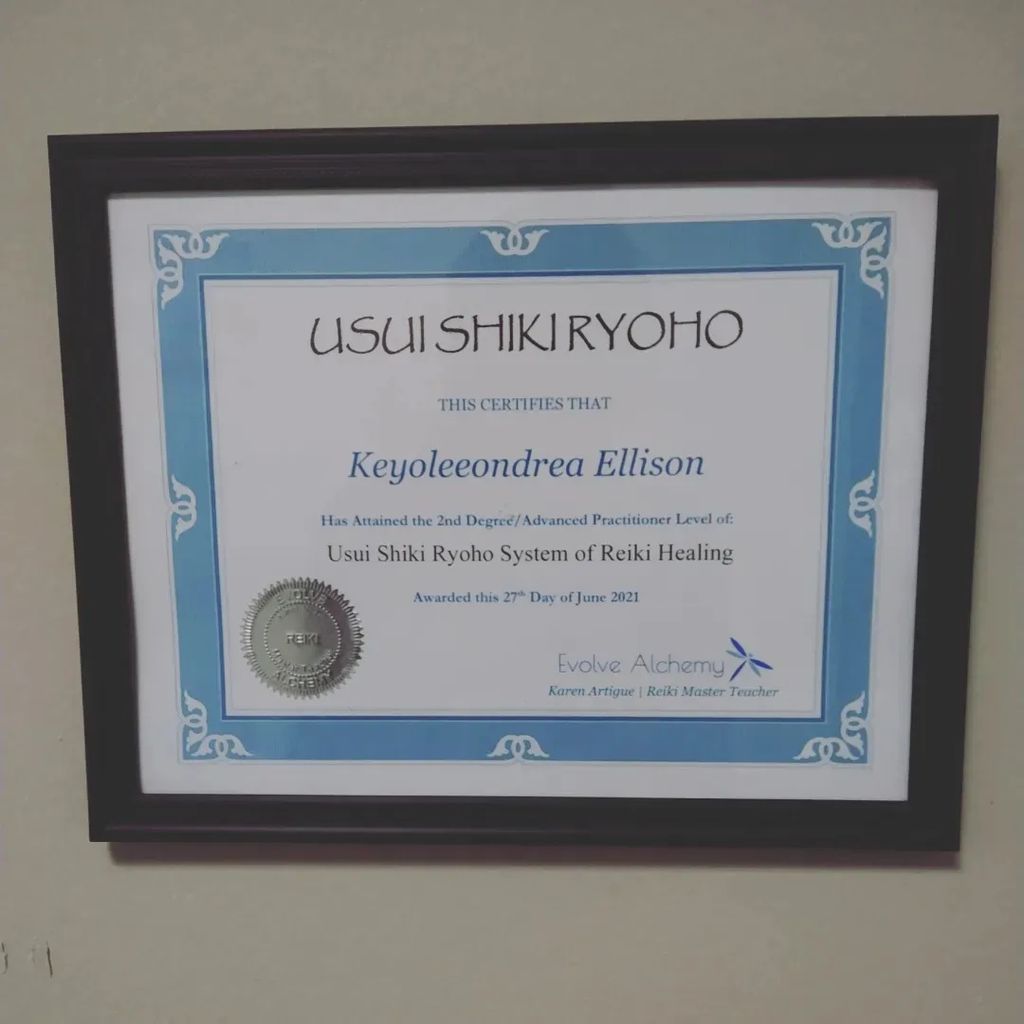 USUI SHIKI RYOHO
THIS CERTIFIES THAT
Keyoleeondrea Ellison
Has Attained the 2nd Degree/Advanced Practitioner Level of:
Usui Shiki Ryoho System of Reiki Healing
Awarded this 27th Day of June 2021
EVOLVE
REIKI
ALCHEMY
Evolve Alchemy
Karen Artigue | Reiki Master Teacher